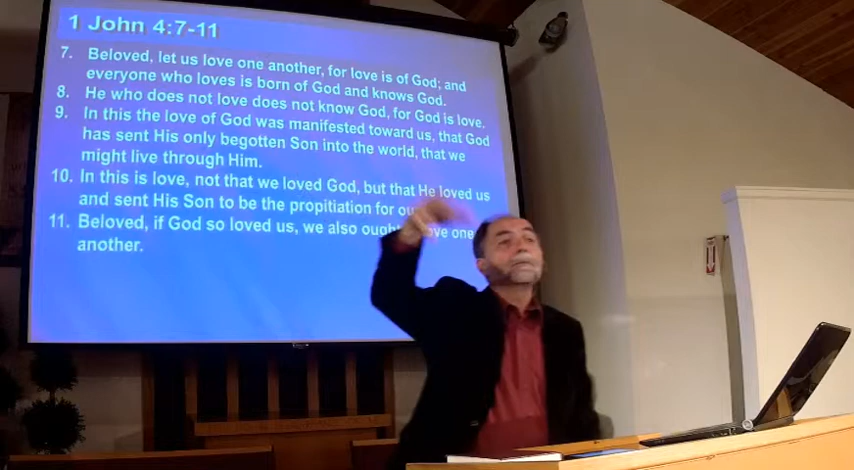 1 John 4:7-11
7. Beloved, let us love one another, for love is of God; and
everyone who loves is born of God and knows God.
8. He who does not love does not know God, for God is love.
9. In this the love of God was manifested toward us, that God
has sent His only begotten Son into the world, that we
might live through Him.
10. In this is love, not that we loved God, but that He loved us
and sent His Son to be the propitiation for
11. Beloved, if God so loved us, we also ought love one
another.